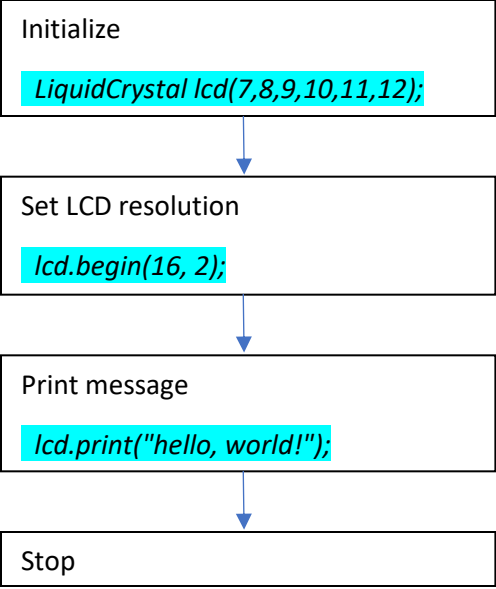 Initialize
LiquidCrystal lcd(7,8,9,10,11,12);
Set LCD resolution
lcd.begin(16, 2);
Print message
lcd.print("hello, world!");
Stop